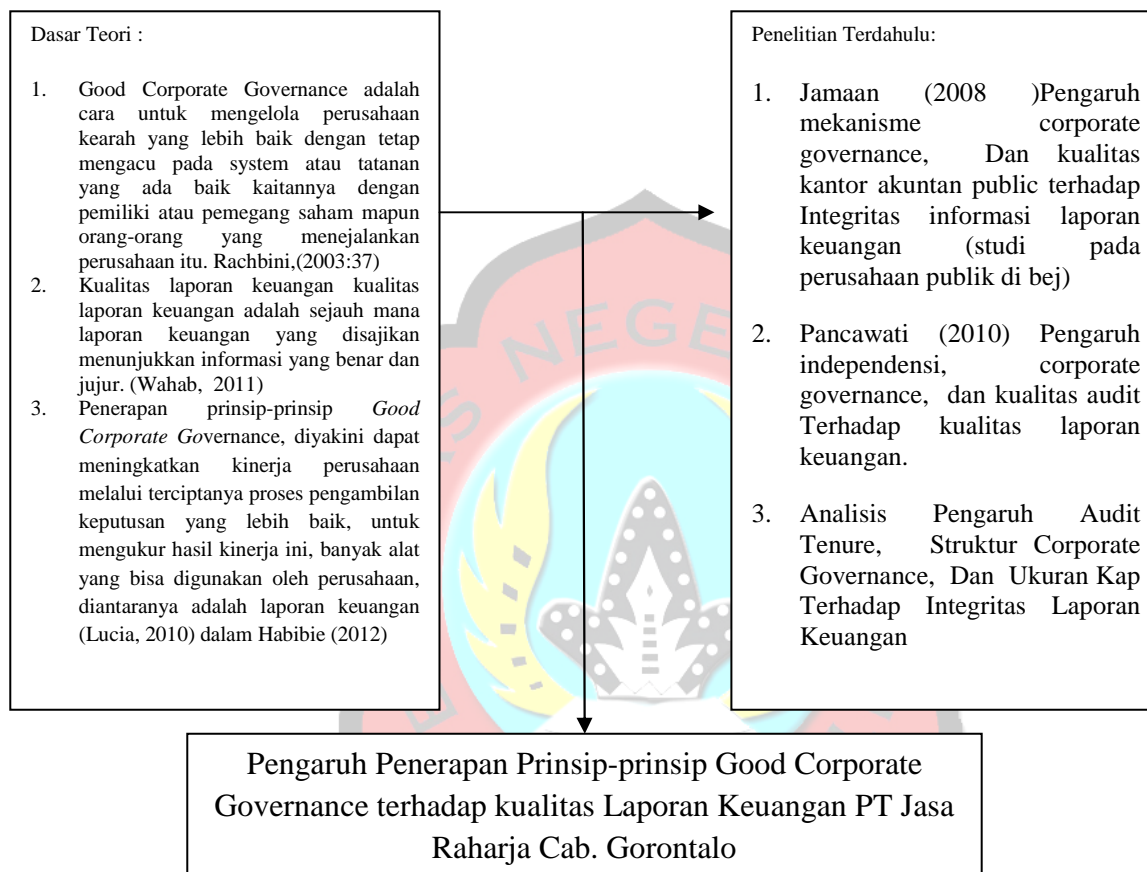 Dasar Teori :
1. Good Corporate Governance adalah
cara untuk mengelola perusahaan
kearah yang lebih baik dengan tetap
mengacu pada system atau tatanan
yang ada baik kaitannya dengan
pemiliki atau pemegang saham mapun
orang-orang yang menejalankan
perusahaan itu. Rachbini,(2003:37)
2. Kualitas laporan keuangan kualitas
laporan keuangan adalah sejauh mana
laporan keuangan yang disajikan
menunjukkan informasi yang benar dan
jujur. (Wahab, 2011)
3. Penerapan prinsip-prinsip Good
Corporate Governance, diyakini dapat
meningkatkan kinerja perusahaan
melalui terciptanya proses pengambilan
keputusan yang lebih baik, untuk
mengukur hasil kinerja ini, banyak alat
yang bisa digunakan oleh perusahaan,
diantaranya adalah laporan keuangan
(Lucia, 2010) dalam Habibie (2012)
Penelitian Terdahulu:
1. Jamaan (2008 )Pengaruh
mekanisme corporate
governance, Dan kualitas
kantor akuntan public terhadap
Integritas informasi laporan
keuangan (studi pada
perusahaan publik di bej)
2. Pancawati (2010) Pengaruh
independensi, corporate
governance, dan kualitas audit
Terhadap kualitas laporan
keuangan.
3. Analisis Pengaruh Audit
Tenure, Struktur Corporate
Governance, Dan Ukuran Kap
Terhadap Integritas Laporan
Keuangan
Pengaruh Penerapan Prinsip-prinsip Good Corporate
Governance terhadap kualitas Laporan Keuangan PT Jasa
Raharja Cab. Gorontalo